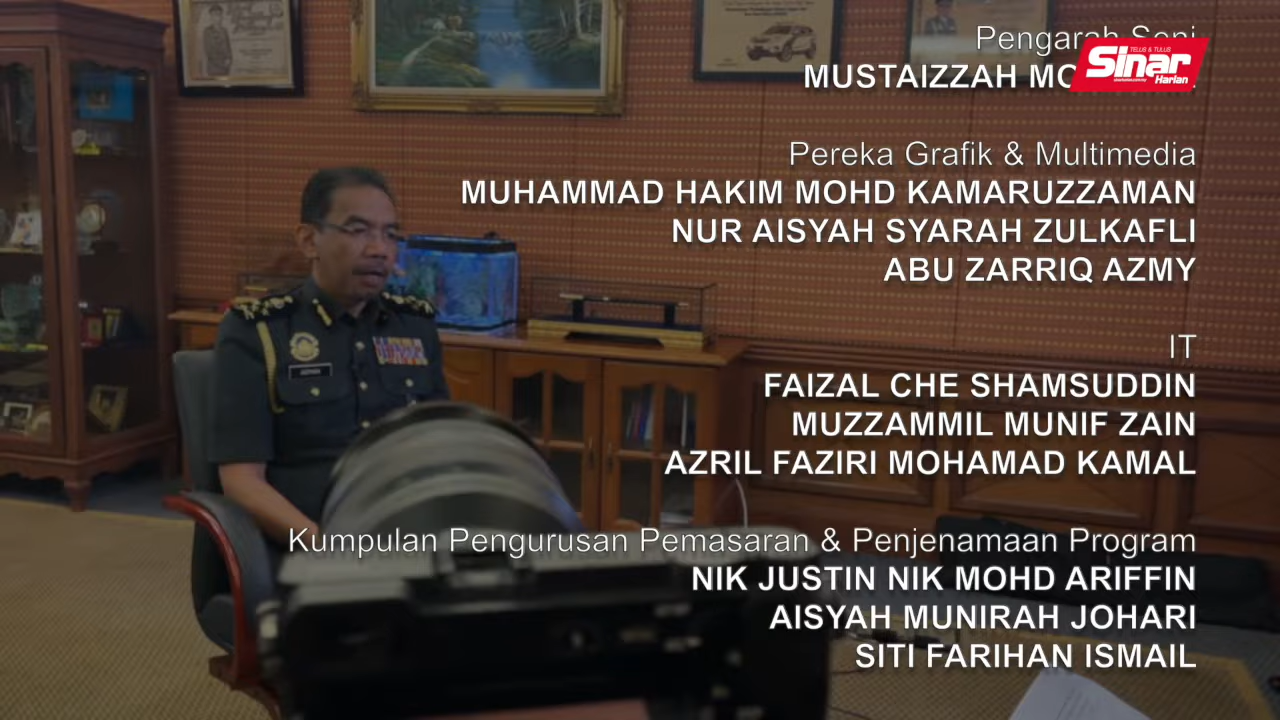 Pengarah Seni
MUSTAIZZAH
TELUS & TULUS
Sinar
Harian
Pereka Grafik & Multimedia
MUHAMMAD HAKIM MOHD KAMARUZZAMAN
NUR AISYAH SYARAH ZULKAFLI
ABU ZARRIQ AZMY
IT
FAIZAL CHE SHAMSUDDIN
MUZZAMMIL MUNIF ZAIN
AZRIL FAZIRI MOHAMAD KAMAL
Kumpulan Pengurusan Pemasaran & Penjenamaan Program
NIK JUSTIN NIK MOHD ARIFFIN
AISYAH MUNIRAH JOHARI
SITI FARIHAN ISMAIL